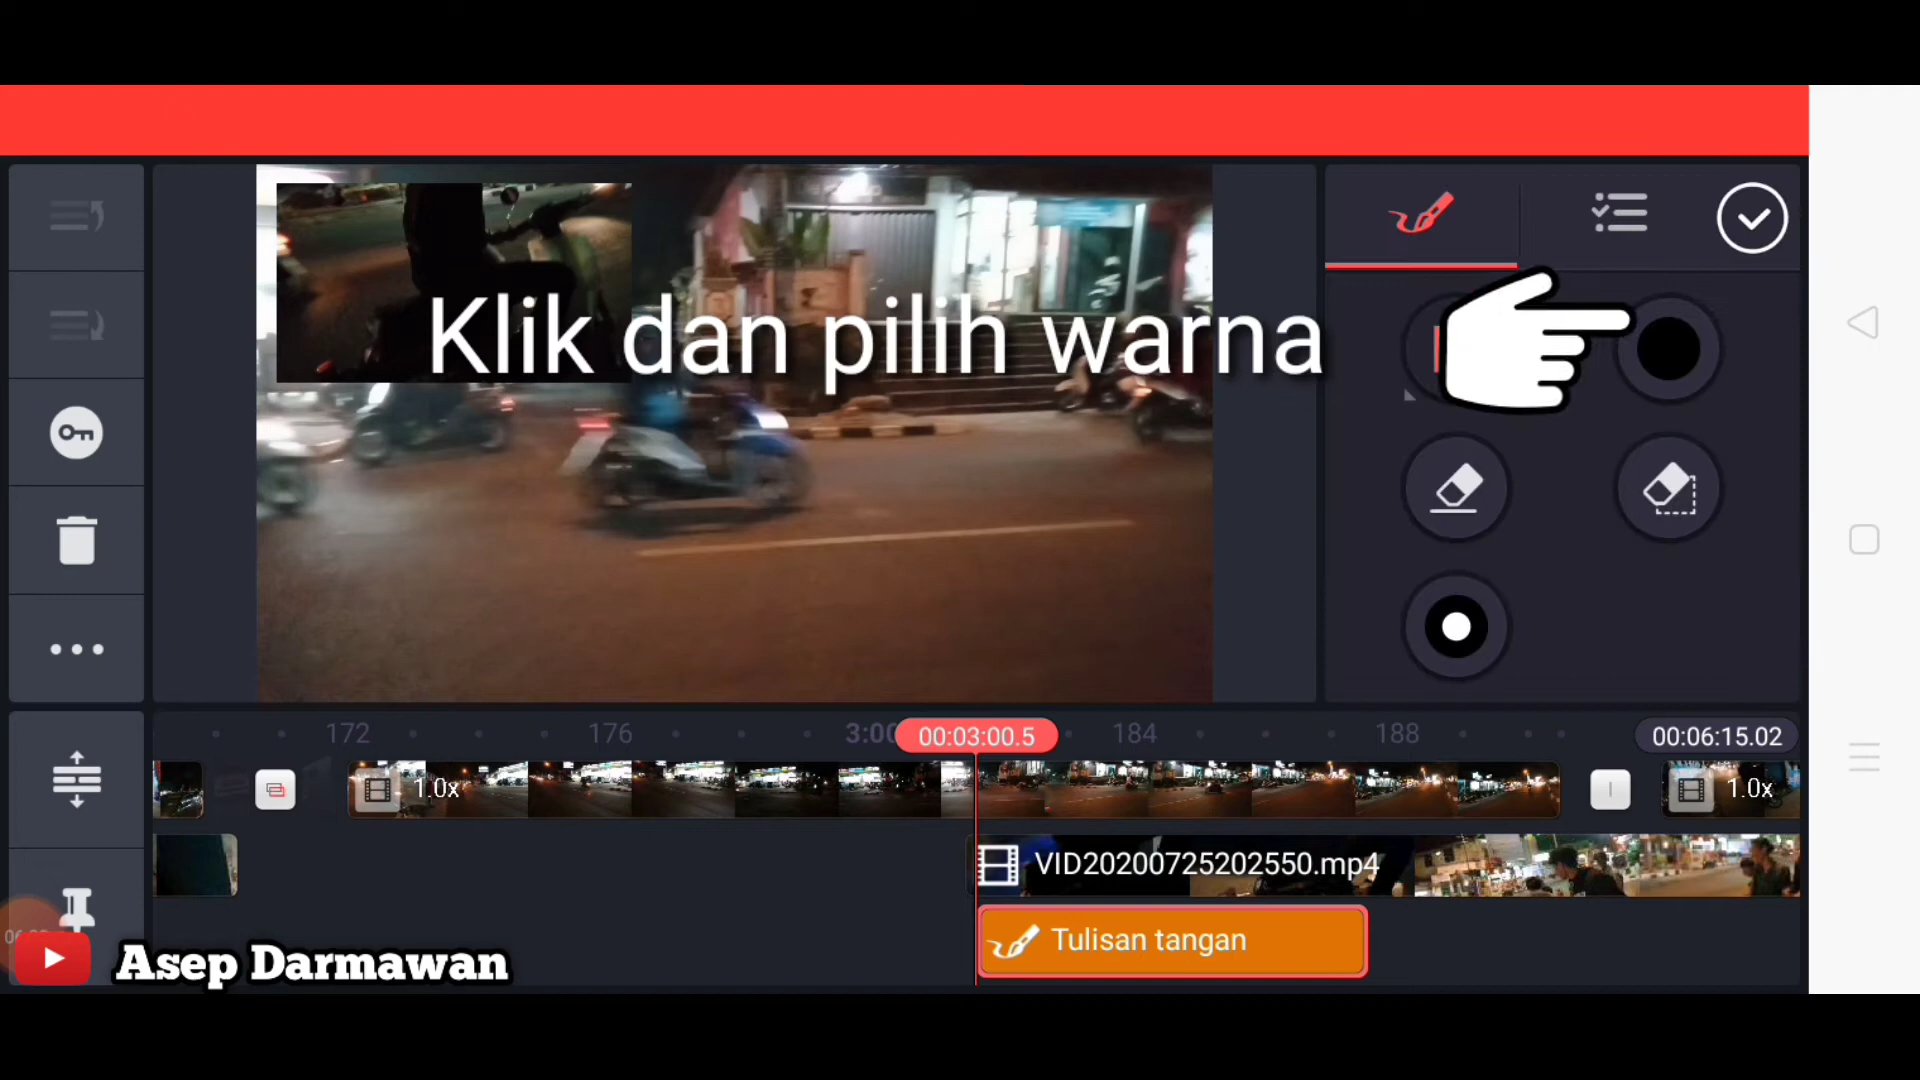 Klik dan pilih warna
172
176
3:00
00:03:00.5
184
188
00:06:15.02
1.0x
1.0x
VID20200725202550.mp4
Tulisan tangan
Asep Darmawan